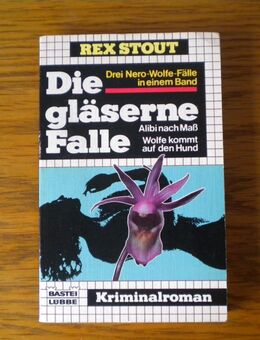 REX STOUT
Drei Nero-Wolfe-Fälle
in einem Band
Die
gläserne
Falle
Alibi nach Maß
Wolfe kommt
auf den Hund
BASTEI
LÜBBE
Kriminalroman